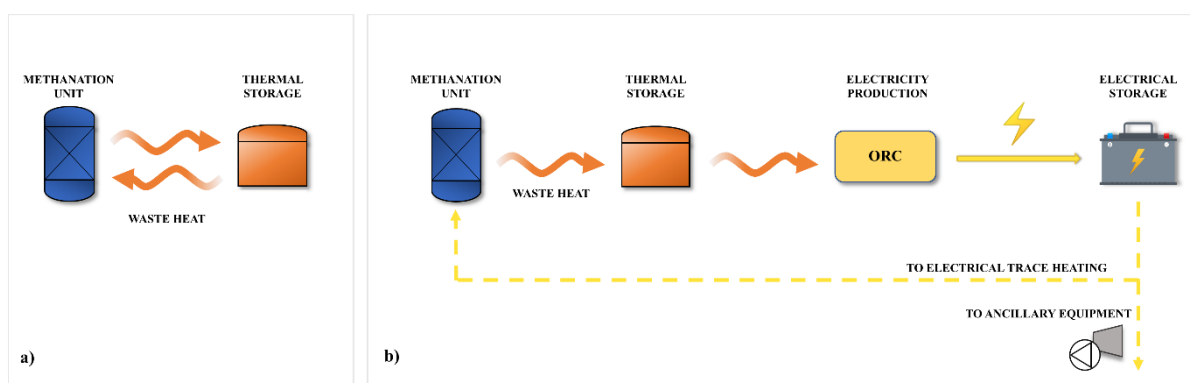 METHANATION
UNIT
THERMAL
STORAGE
WASTE HEAT
a)
METHANATION
UNIT
THERMAL
STORAGE
ELECTRICITY
PRODUCTION
ELECTRICAL
STORAGE
ORC
WASTE HEAT
TO ELECTRICAL TRACE HEATING
TO ANCILLARY EQUIPMENT
b)